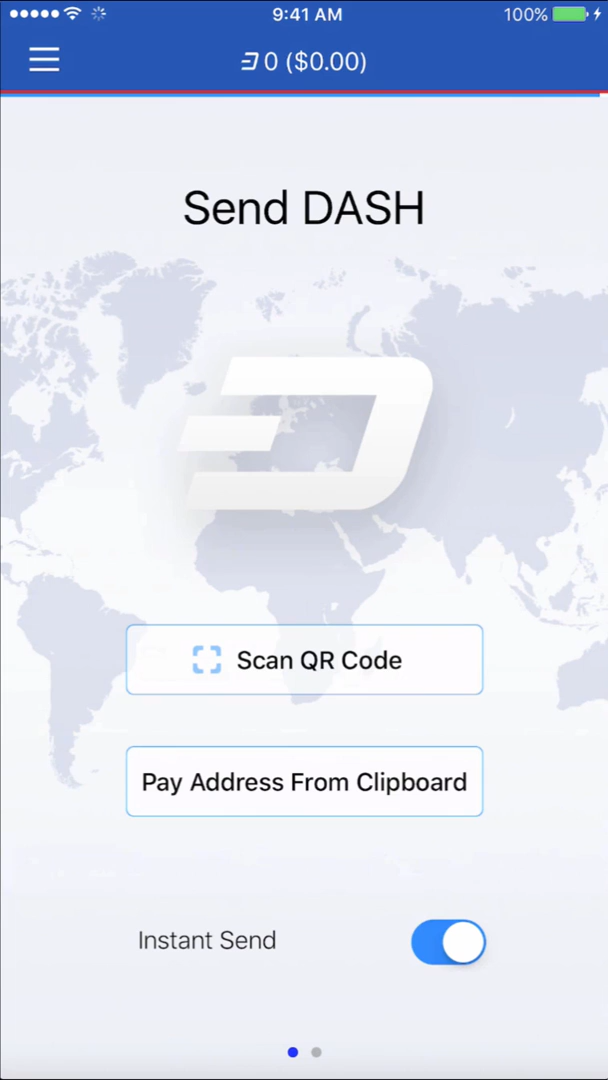 9:41 AM
100%
0 ($0.00)
Send DASH
Scan QR Code
Pay Address From Clipboard
Instant Send